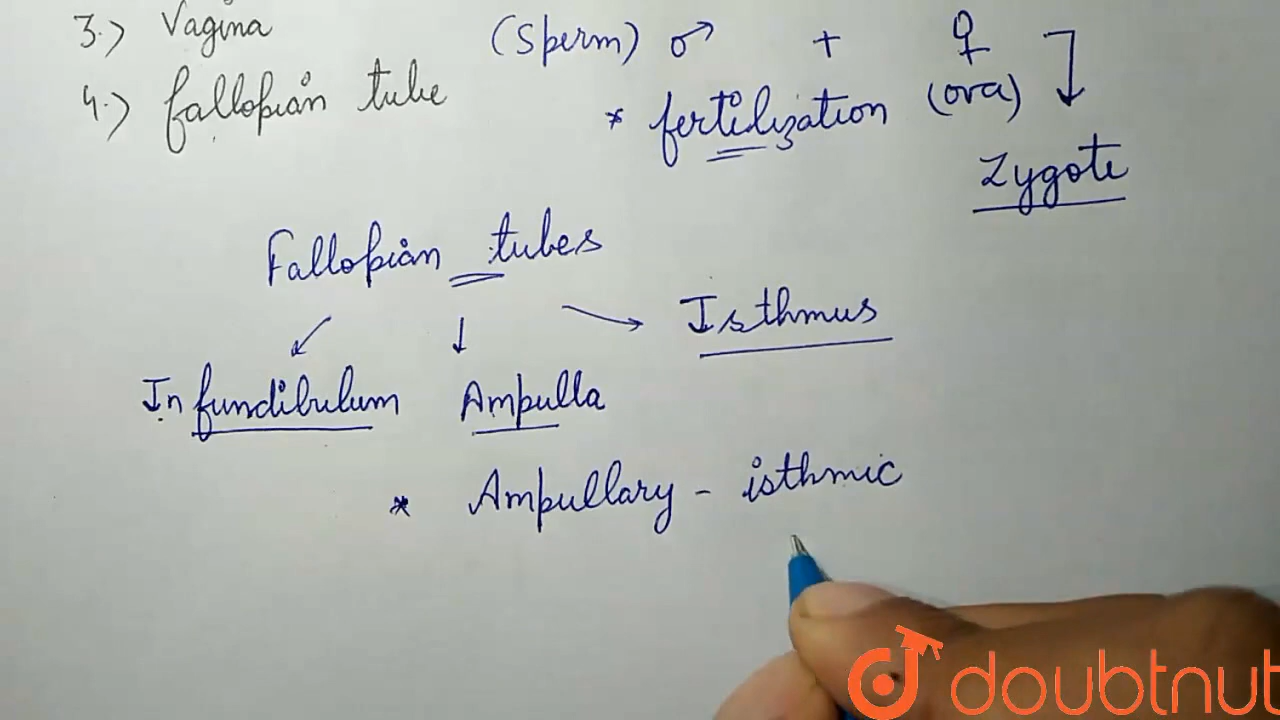 3.) Vagina
(Sperm) ♂ + ♀
4.) fallopian tube
* fertilization (ova)
Zygote
Fallopian tubes
Isthmus
Infundibulum Ampulla
* Ampullary - isthmic
doubtnut